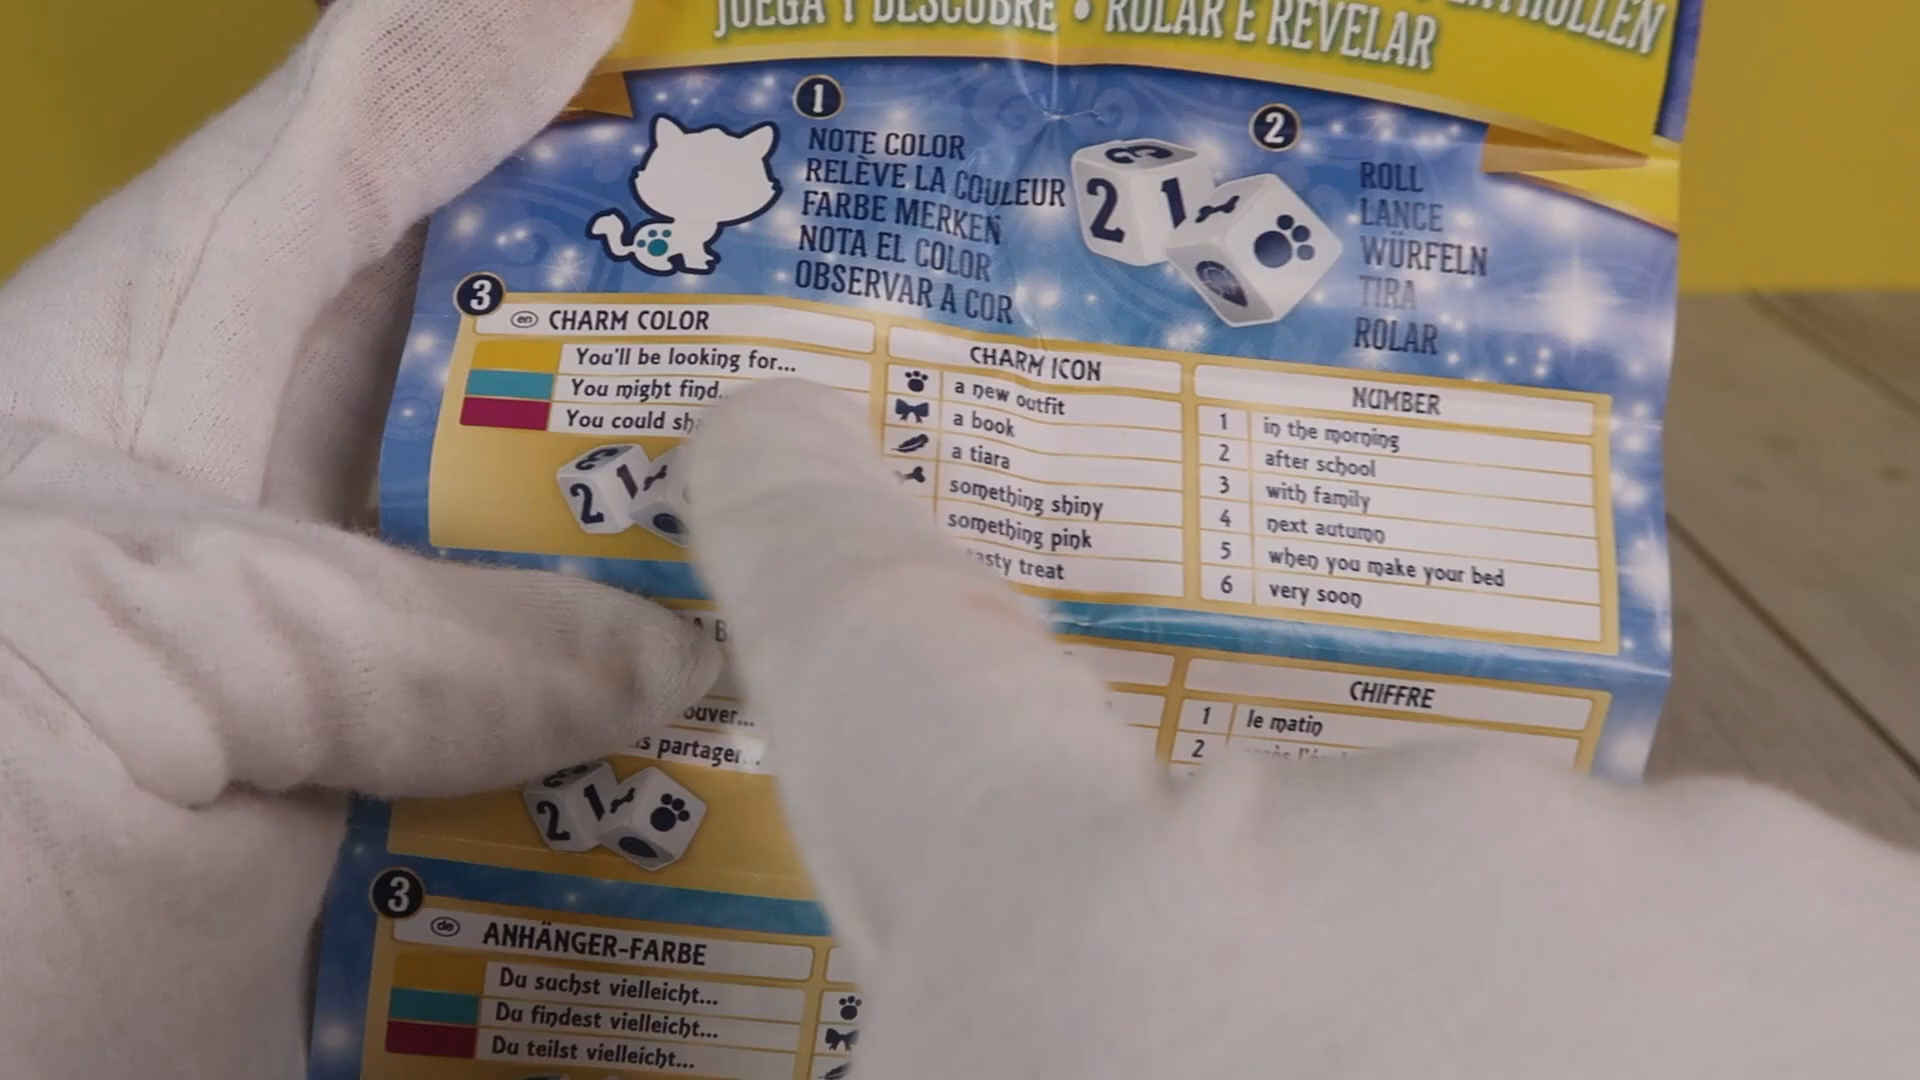 JUEGA Y DESCUBRE • ROLAR E REVELAR
1
NOTE COLOR
RELÈVE LA COULEUR
FARBE MERKEN
NOTA EL COLOR
OBSERVAR A COR
2
ROLL
LANCE
WÜRFELN
TIRA
ROLAR
3
en CHARM COLOR
You'll be looking for...
You might find..
You could
CHARM ICON
a new outfit
a book
a tiara
something shiny
something pink
treat
NUMBER
1 in the morning
2 after school
3 with family
4 next autumn
5 when you make your bed
6 very soon
partager...
CHIFFRE
1 le matin
2
3
de ANHÄNGER-FARBE
Du suchst vielleicht...
Du findest vielleicht...
Du teilst vielleicht...